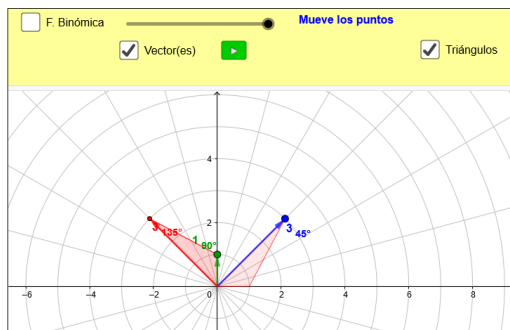 F. Binómica
Mueve los puntos
Vector(es)
Triángulos
4
2
3 135°
1 90°
3 45°
−6 −4 −2 0 2 4 6 8